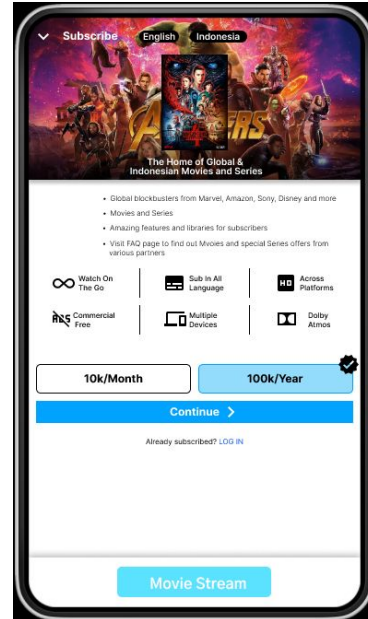 Subscribe English Indonesia
AVENGERS
The Home of Global &
Indonesian Movies and Series
Global blockbusters from Marvel, Amazon, Sony, Disney and more
Movies and Series
Amazing features and libraries for subscribers
Visit FAQ page to find out Mvoies and special Series offers from
various partners
Watch On
The Go
Sub In All
Language
HD
Across
Platforms
ADS
Commercial
Free
Multiple
Devices
Dolby
Atmos
10k/Month
100k/Year
Continue
Already subscribed? LOG IN
Movie Stream